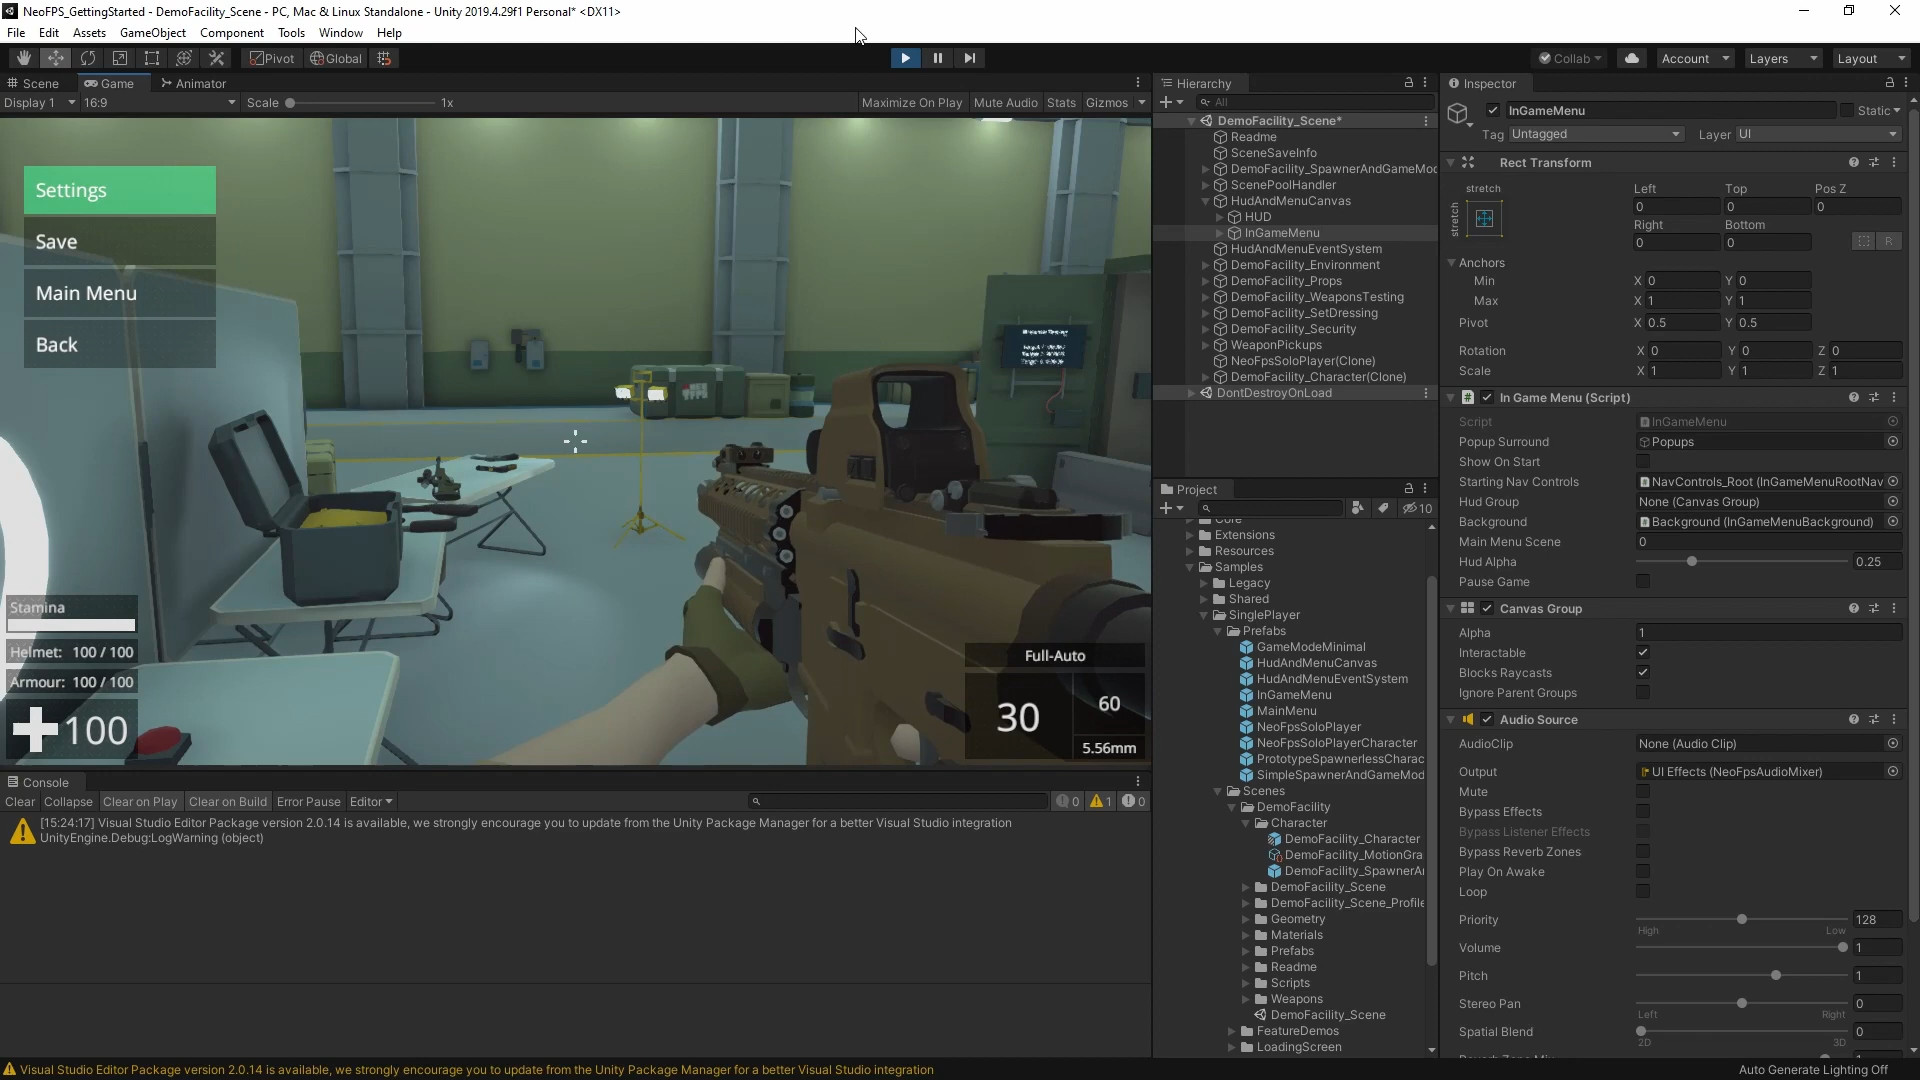 NeoFPS_GettingStarted - DemoFacility_Scene - PC, Mac & Linux Standalone - Unity 2019.4.29f1 Personal* <DX11>
File Edit Assets GameObject Component Tools Window Help
Pivot Global Collab Account Layers Layout
Scene Game Animator
Display 1 16:9 Scale 1x Maximize On Play Mute Audio Stats Gizmos
Settings
Save
Main Menu
Back
Stamina
Helmet: 100 / 100
Armour: 100 / 100
100
Full-Auto
30
60
5.56mm
Console
Clear Collapse Clear on Play Clear on Build Error Pause Editor 0 1 0
[15:24:17] Visual Studio Editor Package version 2.0.14 is available, we strongly encourage you to update from the Unity Package Manager for a better Visual Studio integration
UnityEngine.Debug:LogWarning (object)
Hierarchy
All
DemoFacility_Scene*
Readme
SceneSaveInfo
DemoFacility_SpawnerAndGameMod
ScenePoolHandler
HudAndMenuCanvas
HUD
InGameMenu
HudAndMenuEventSystem
DemoFacility_Environment
DemoFacility_Props
DemoFacility_WeaponsTesting
DemoFacility_SetDressing
DemoFacility_Security
WeaponPickups
NeoFpsSoloPlayer(Clone)
DemoFacility_Character(Clone)
DontDestroyOnLoad
Project
10
Core
Extensions
Resources
Samples
Legacy
Shared
SinglePlayer
Prefabs
GameModeMinimal
HudAndMenuCanvas
HudAndMenuEventSystem
InGameMenu
MainMenu
NeoFpsSoloPlayer
NeoFpsSoloPlayerCharacter
PrototypeSpawnerlessCharac
SimpleSpawnerAndGameMod
Scenes
DemoFacility
Character
DemoFacility_Character
DemoFacility_MotionGra
DemoFacility_SpawnerA
DemoFacility_Scene
DemoFacility_Scene_Profile
Geometry
Materials
Prefabs
Readme
Scripts
Weapons
DemoFacility_Scene
FeatureDemos
LoadingScreen
Inspector
InGameMenu Static
Tag Untagged Layer UI
Rect Transform
stretch Left Top Pos Z
stretch 0 0 0
Right Bottom
0 0 R
Anchors
Min X 0 Y 0
Max X 1 Y 1
Pivot X 0.5 Y 0.5
Rotation X 0 Y 0 Z 0
Scale X 1 Y 1 Z 1
In Game Menu (Script)
Script InGameMenu
Popup Surround Popups
Show On Start
Starting Nav Controls NavControls_Root (InGameMenuRootNav
Hud Group None (Canvas Group)
Background Background (InGameMenuBackground)
Main Menu Scene 0
Hud Alpha 0.25
Pause Game
Canvas Group
Alpha 1
Interactable
Blocks Raycasts
Ignore Parent Groups
Audio Source
AudioClip None (Audio Clip)
Output UI Effects (NeoFpsAudioMixer)
Mute
Bypass Effects
Bypass Listener Effects
Bypass Reverb Zones
Play On Awake
Loop
Priority 128
High Low
Volume 1
Pitch 1
Stereo Pan 0
Left Right
Spatial Blend 0
2D 3D
Visual Studio Editor Package version 2.0.14 is available, we strongly encourage you to update from the Unity Package Manager for a better Visual Studio integration
Auto Generate Lighting Off